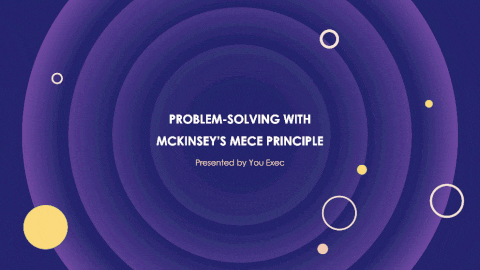 PROBLEM-SOLVING WITH
MCKINSEY'S MECE PRINCIPLE
Presented by You Exec